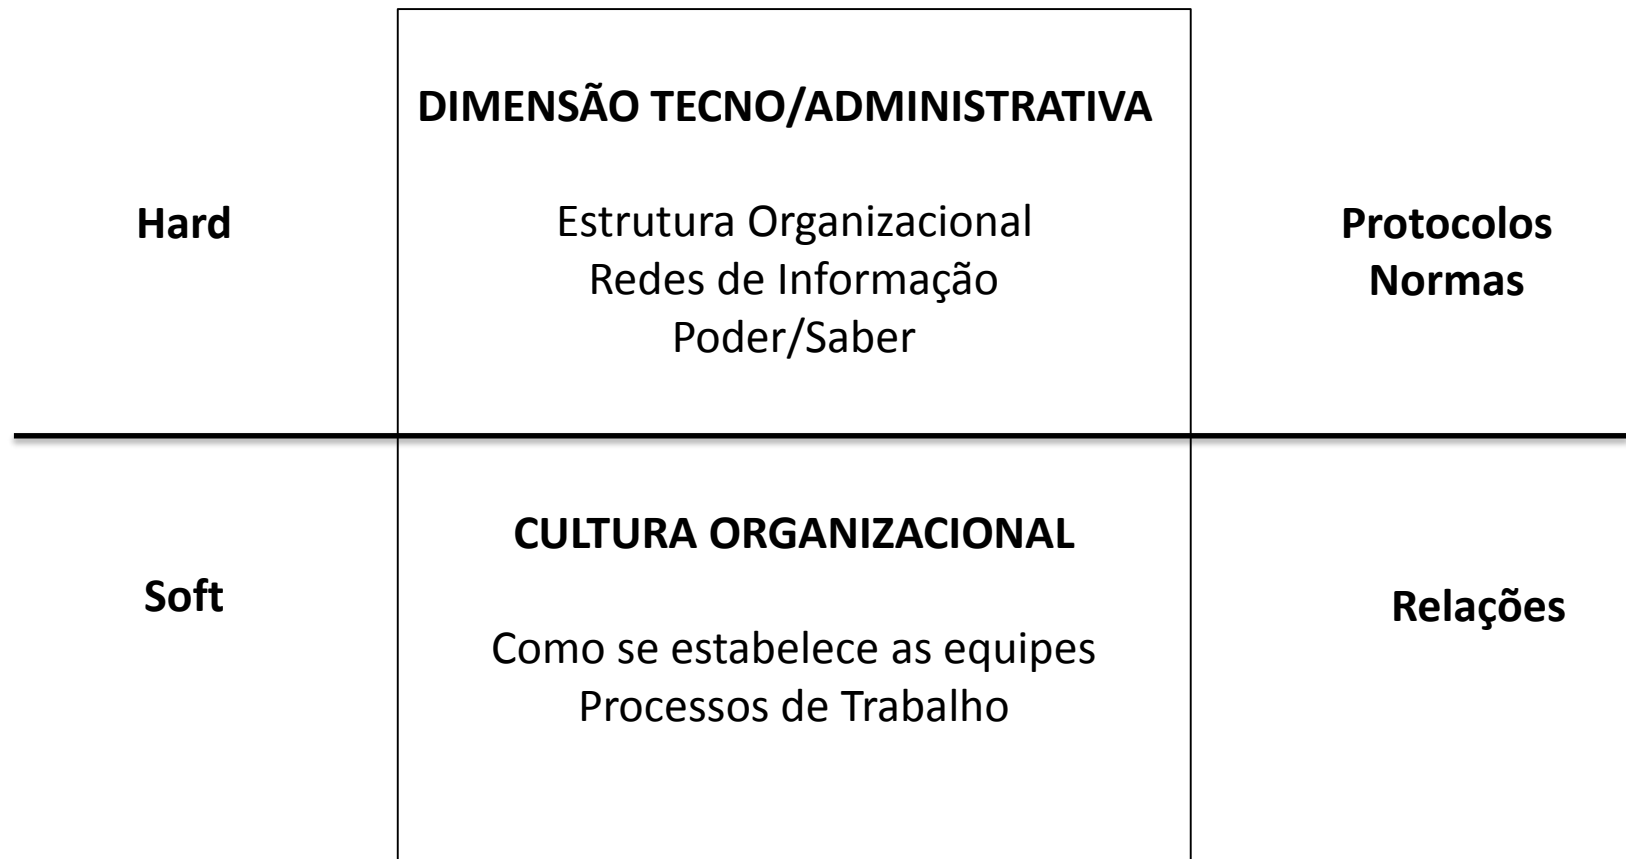 DIMENSÃO TECNO/ADMINISTRATIVA
Hard
Estrutura Organizacional
Redes de Informação
Poder/Saber
Protocolos
Normas
CULTURA ORGANIZACIONAL
Soft
Como se estabelece as equipes
Processos de Trabalho
Relações